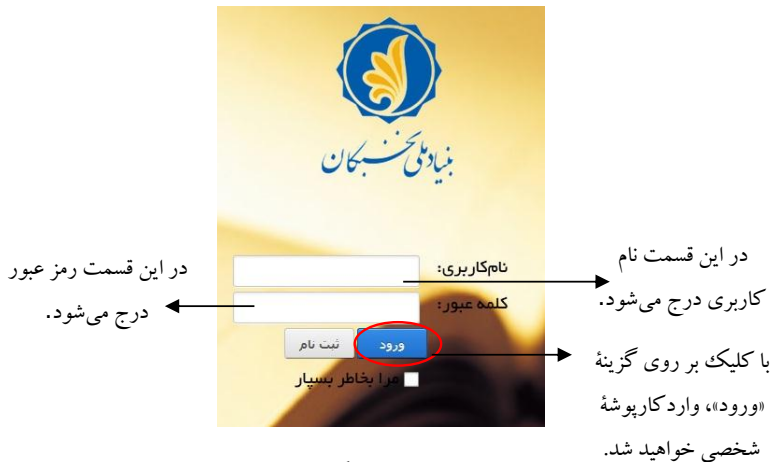 بنیاد ملی نخبگان
نام‌کاربری:
کلمه عبور:
ورود
ثبت نام
مرا بخاطر بسپار
در این قسمت نام
کاربری درج می‌شود.
در این قسمت رمز عبور
درج می‌شود.
با کلیک بر روی گزینهٔ
«ورود»، وارد کارپوشهٔ
شخصی خواهید شد.